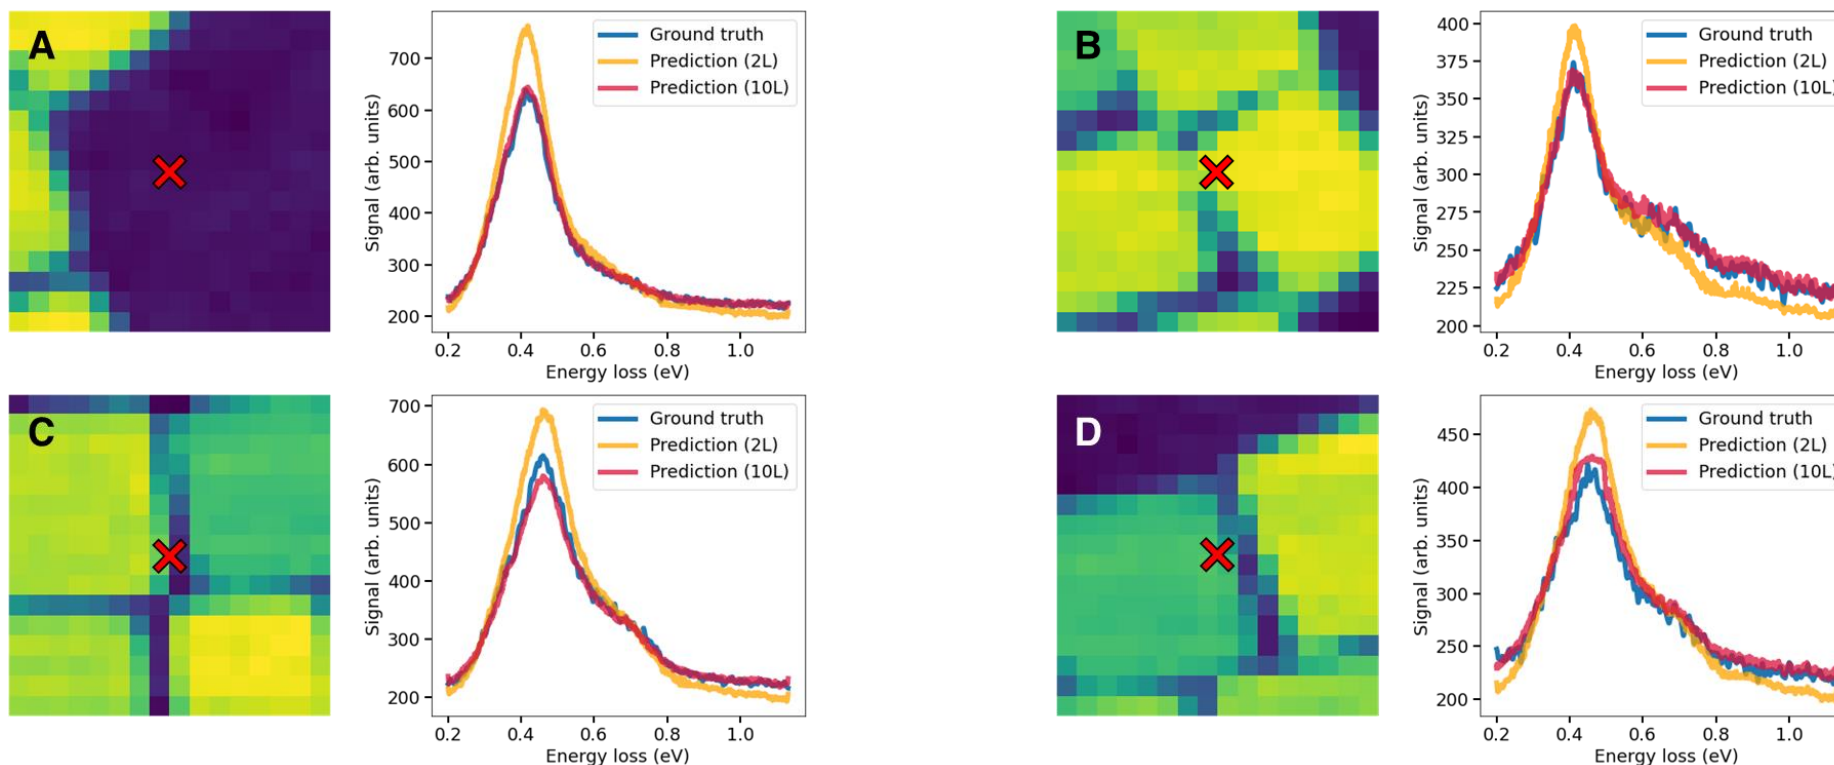 A
Signal (arb. units)
700
600
500
400
300
200
0.2 0.4 0.6 0.8 1.0
Energy loss (eV)
Ground truth
Prediction (2L)
Prediction (10L)
B
Signal (arb. units)
400
375
350
325
300
275
250
225
200
0.2 0.4 0.6 0.8 1.0
Energy loss (eV)
Ground truth
Prediction (2L)
Prediction (10L)
C
Signal (arb. units)
700
600
500
400
300
200
0.2 0.4 0.6 0.8 1.0
Energy loss (eV)
Ground truth
Prediction (2L)
Prediction (10L)
D
Signal (arb. units)
450
400
350
300
250
200
0.2 0.4 0.6 0.8 1.0
Energy loss (eV)
Ground truth
Prediction (2L)
Prediction (10L)